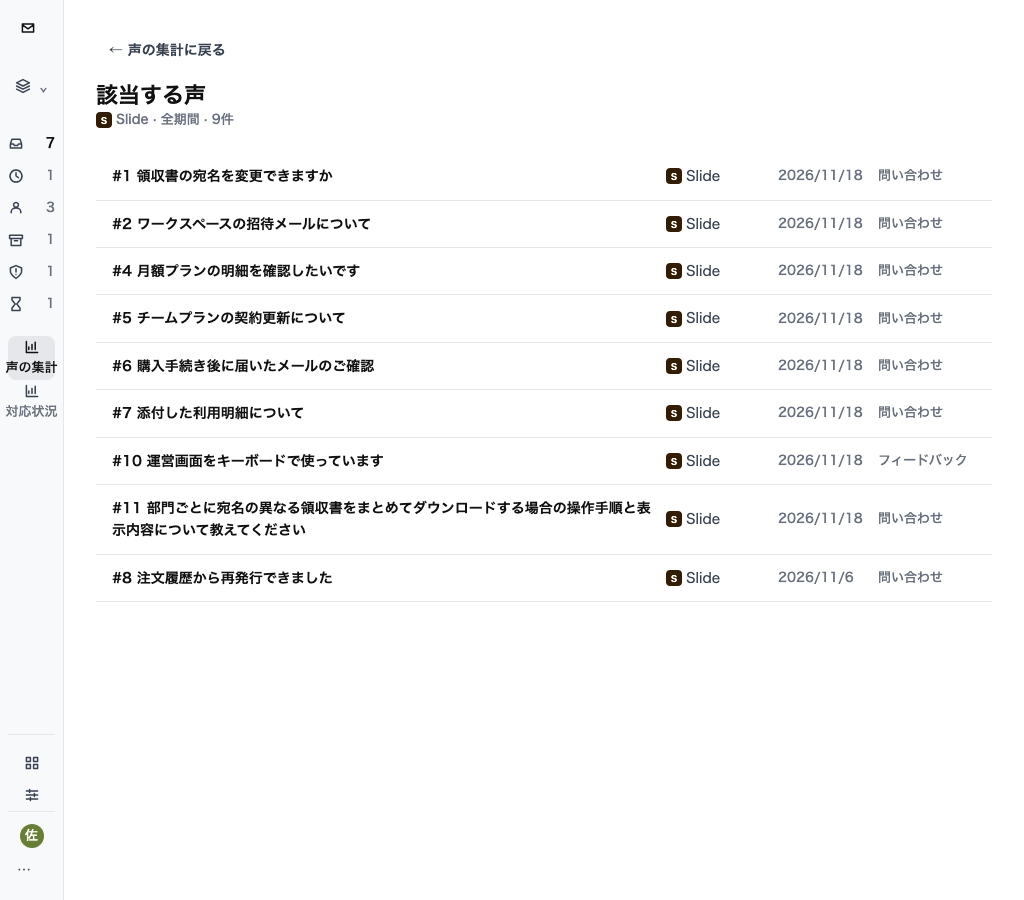 7
1
3
1
1
1
声の集計
対応状況
佐
…
← 声の集計に戻る
該当する声
S Slide · 全期間 · 9件
#1 領収書の宛名を変更できますか S Slide 2026/11/18 問い合わせ
#2 ワークスペースの招待メールについて S Slide 2026/11/18 問い合わせ
#4 月額プランの明細を確認したいです S Slide 2026/11/18 問い合わせ
#5 チームプランの契約更新について S Slide 2026/11/18 問い合わせ
#6 購入手続き後に届いたメールのご確認 S Slide 2026/11/18 問い合わせ
#7 添付した利用明細について S Slide 2026/11/18 問い合わせ
#10 運営画面をキーボードで使っています S Slide 2026/11/18 フィードバック
#11 部門ごとに宛名の異なる領収書をまとめてダウンロードする場合の操作手順と表
示内容について教えてください S Slide 2026/11/18 問い合わせ
#8 注文履歴から再発行できました S Slide 2026/11/6 問い合わせ